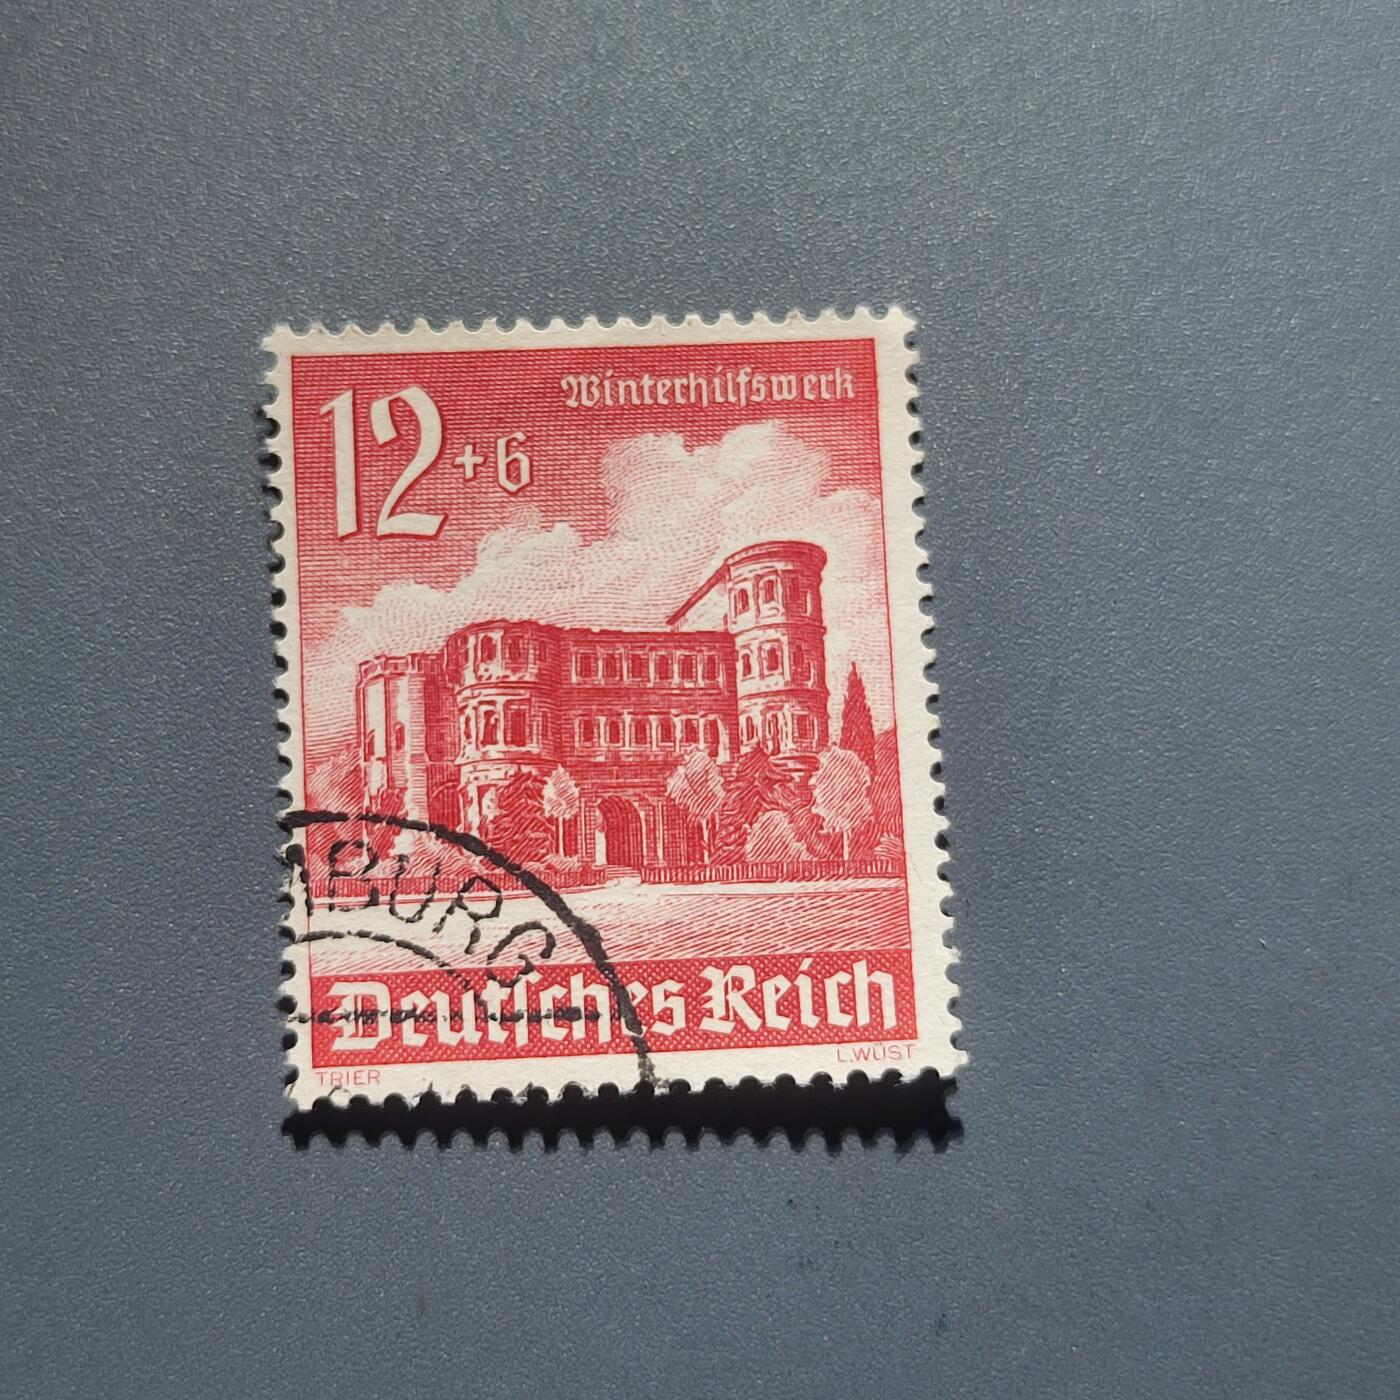 Winterhilfswerk
12 + 6
BURG
Deutsches Reich
TRIER
L.WÜST